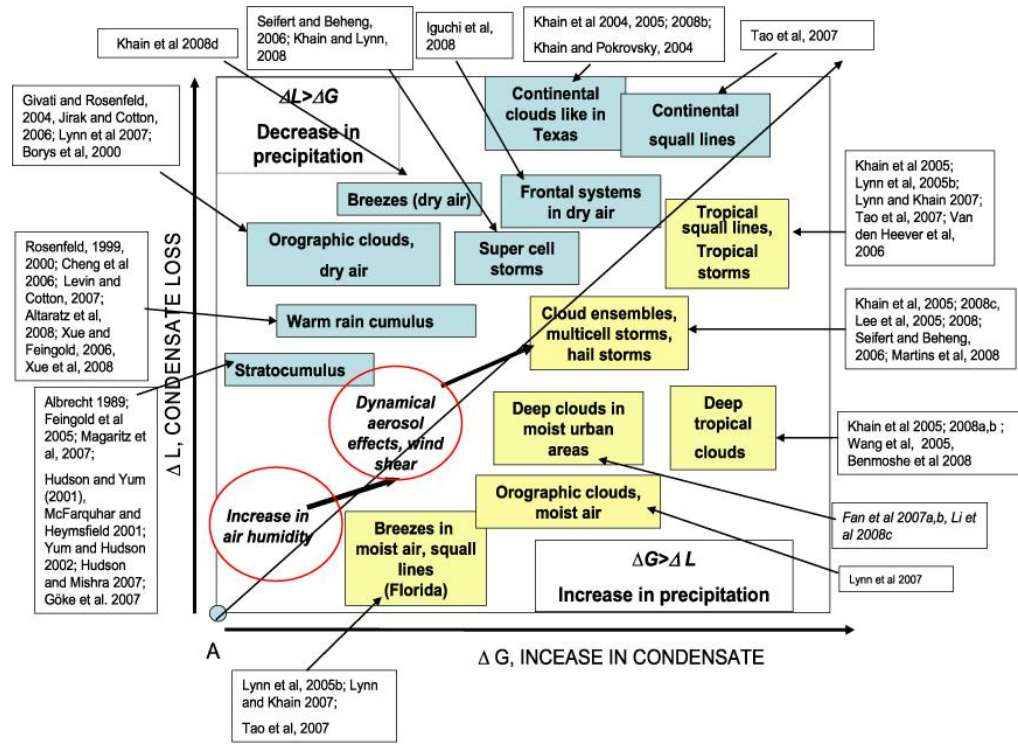 Khain et al 2008d
Seifert and Beheng,
2006; Khain and Lynn,
2008
Iguchi et al,
2008
Khain et al 2004, 2005; 2008b;
Khain and Pokrovsky, 2004
Tao et al, 2007
Givati and Rosenfeld,
2004, Jirak and Cotton,
2006; Lynn et al 2007;
Borys et al, 2000
ΔL>ΔG
Decrease in
precipitation
Continental
clouds like in
Texas
Continental
squall lines
Breezes (dry air)
Frontal systems
in dry air
Tropical
squall lines,
Tropical
storms
Khain et al 2005;
Lynn et al, 2005b;
Lynn and Khain 2007;
Tao et al, 2007; Van
den Heever et al,
2006
Orographic clouds,
dry air
Super cell
storms
Rosenfeld, 1999,
2000; Cheng et al
2006; Levin and
Cotton, 2007;
Altaratz et al,
2008; Xue and
Feingold, 2006,
Xue et al, 2008
Warm rain cumulus
Cloud ensembles,
multicell storms,
hail storms
Khain et al, 2005; 2008c,
Lee et al, 2005; 2008;
Seifert and Beheng,
2006; Martins et al, 2008
Stratocumulus
Δ L, CONDENSATE LOSS
Albrecht 1989;
Feingold et al
2005; Magaritz et
al, 2007;
Hudson and Yum
(2001),
McFarquhar and
Heymsfield 2001;
Yum and Hudson
2002; Hudson
and Mishra 2007;
Göke et al. 2007
Dynamical
aerosol
effects, wind
shear
Deep clouds in
moist urban
areas
Deep
tropical
clouds
Khain et al 2005; 2008a,b ;
Wang et al, 2005,
Benmoshe et al 2008
Increase in
air humidity
Orographic clouds,
moist air
Fan et al 2007a,b, Li et
al 2008c
Breezes in
moist air, squall
lines
(Florida)
ΔG>Δ L
Increase in precipitation
Lynn et al 2007
A
Δ G, INCEASE IN CONDENSATE
Lynn et al, 2005b; Lynn
and Khain 2007;
Tao et al, 2007